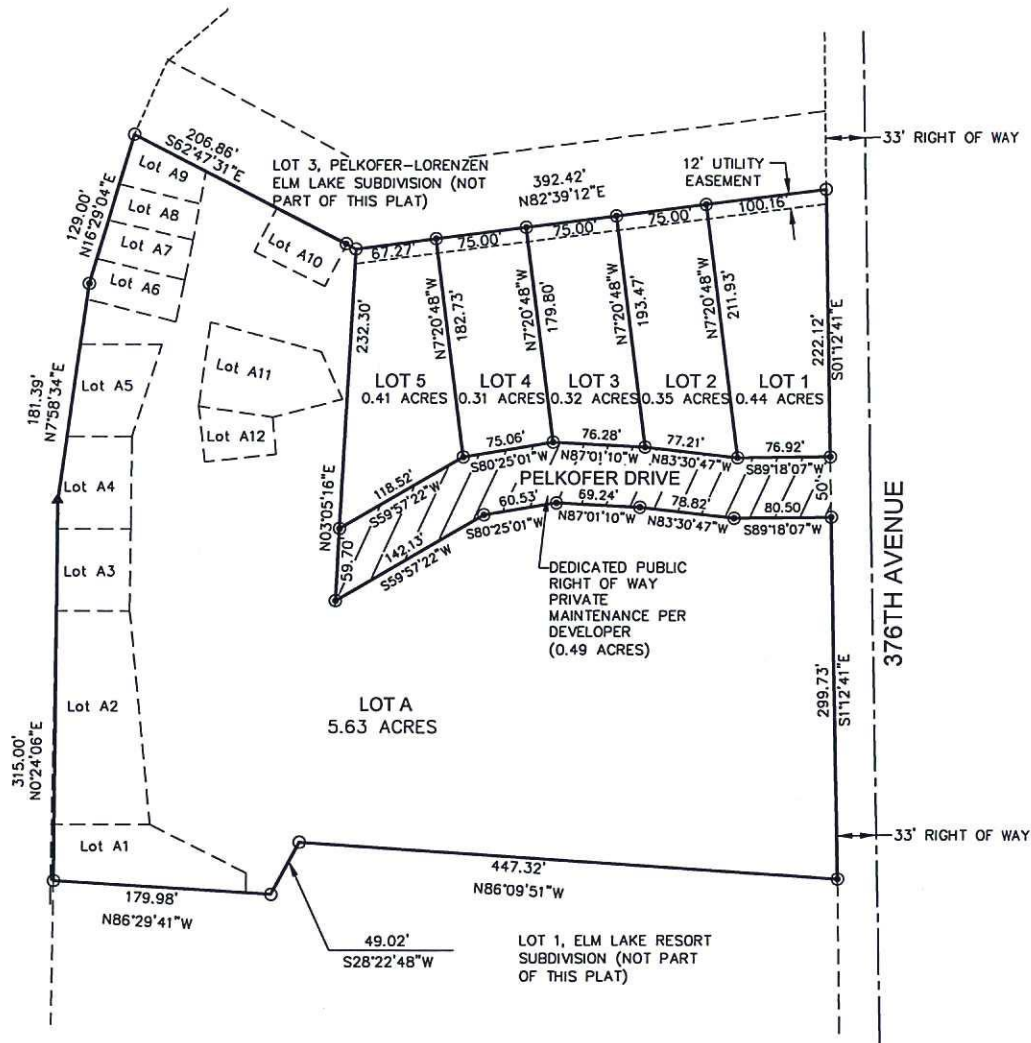 33' RIGHT OF WAY
206.86'
S62°47'31"E
LOT 3, PELKOFER-LORENZEN
ELM LAKE SUBDIVISION (NOT
PART OF THIS PLAT)
392.42'
N82°39'12"E
12' UTILITY
EASEMENT
Lot A9
Lot A8
Lot A7
Lot A6
Lot A10
129.00'
N16°29'04"E
67.27'
75.00'
75.00'
75.00'
100.16'
232.30'
N7°20'48"W
182.73'
N7°20'48"W
179.80'
N7°20'48"W
193.47'
N7°20'48"W
211.93'
222.12'
S01°12'41"E
181.39'
N7°58'34"E
Lot A5
Lot A11
Lot A12
LOT 5
0.41 ACRES
LOT 4
0.31 ACRES
LOT 3
0.32 ACRES
LOT 2
0.35 ACRES
LOT 1
0.44 ACRES
75.06'
S80°25'01"W
76.28'
N87°01'10"W
77.21'
N83°30'47"W
76.92'
S89°18'07"W
118.52'
S59°57'22"W
PELKOFER DRIVE
50'
N03°05'16"E
59.70'
142.13'
S59°57'22"W
60.53'
S80°25'01"W
69.24'
N87°01'10"W
78.82'
N83°30'47"W
80.50
S89°18'07"W
Lot A4
Lot A3
DEDICATED PUBLIC
RIGHT OF WAY
PRIVATE
MAINTENANCE PER
DEVELOPER
(0.49 ACRES)
376TH AVENUE
299.73'
S1°12'41"E
Lot A2
LOT A
5.63 ACRES
315.00'
N0°24'06"E
Lot A1
33' RIGHT OF WAY
447.32'
N86°09'51"W
179.98'
N86°29'41"W
49.02'
S28°22'48"W
LOT 1, ELM LAKE RESORT
SUBDIVISION (NOT PART
OF THIS PLAT)